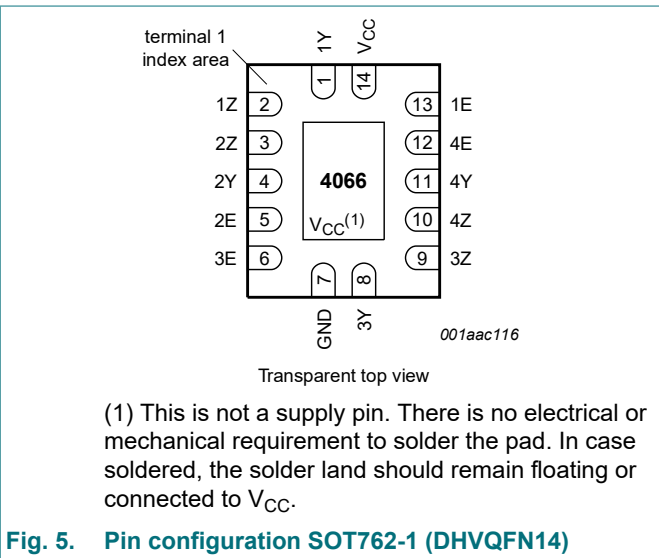 terminal 1
index area
1Y
VCC
1
14
1Z 2
13 1E
2Z 3
12 4E
2Y 4
4066
11 4Y
2E 5
VCC(1)
10 4Z
3E 6
9 3Z
7
8
GND
3Y
001aac116
Transparent top view
(1) This is not a supply pin. There is no electrical or
mechanical requirement to solder the pad. In case
soldered, the solder land should remain floating or
connected to VCC.
Fig. 5. Pin configuration SOT762-1 (DHVQFN14)